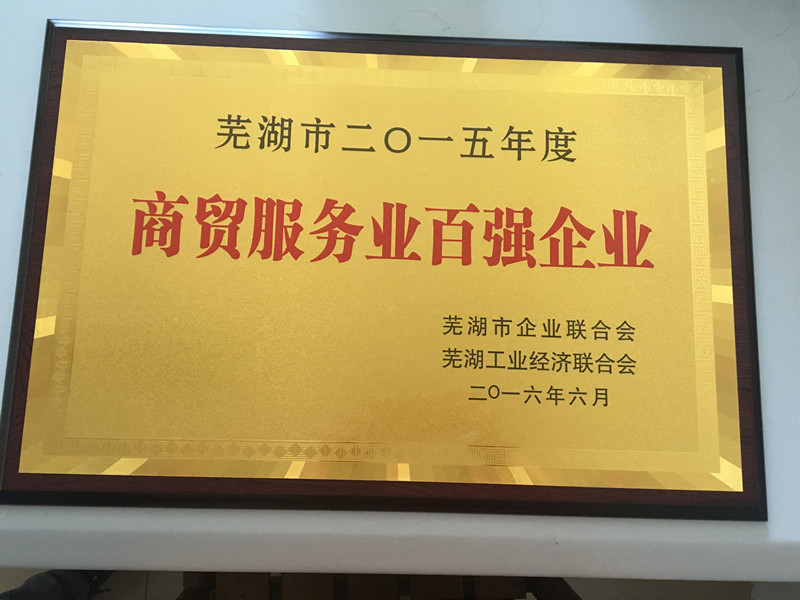 芜湖市二〇一五年度
商贸服务业百强企业
芜湖市企业联合会
芜湖工业经济联合会
二〇一六年六月